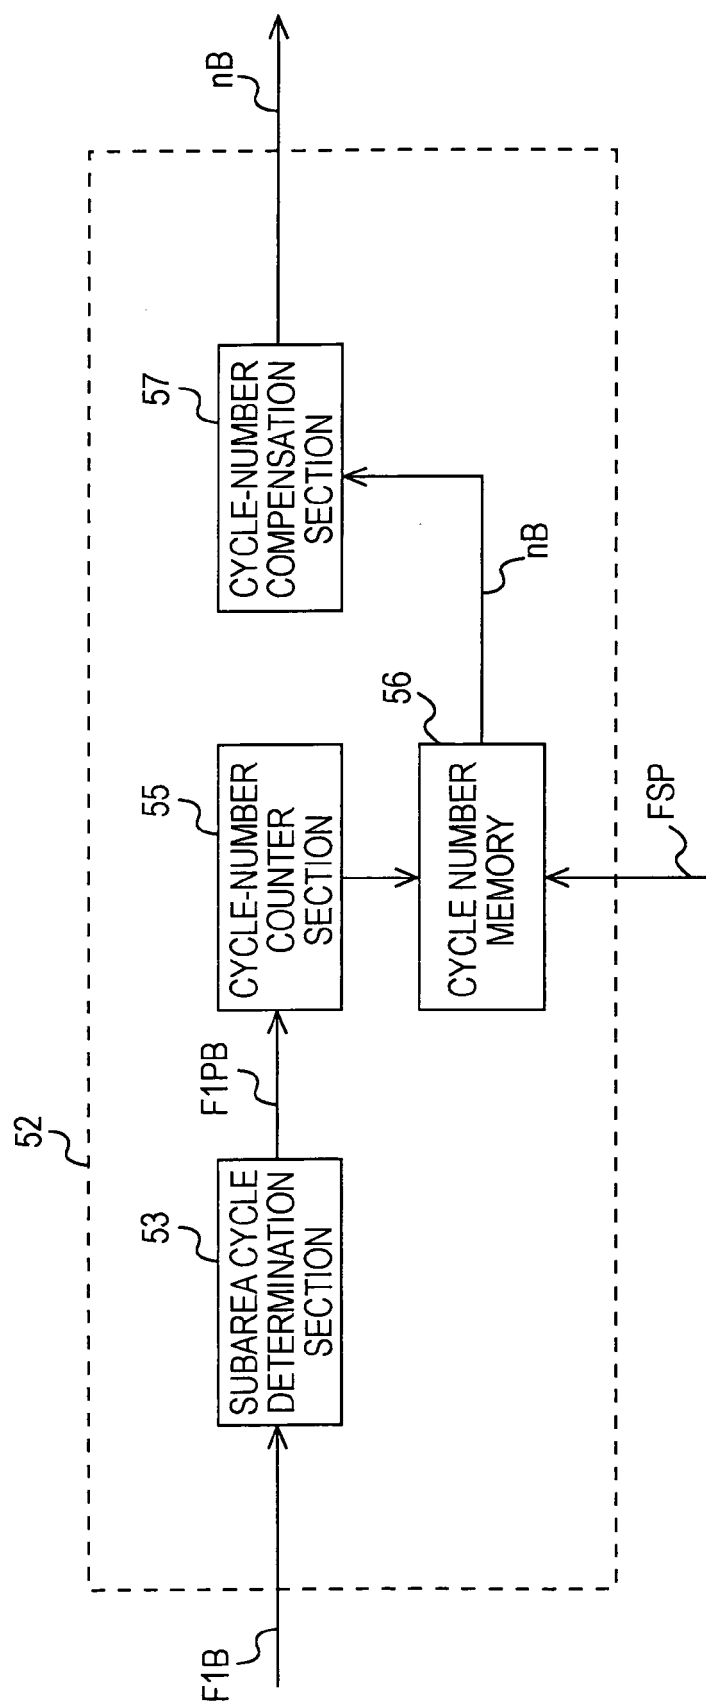 52
F1B
53
SUBAREA CYCLE
DETERMINATION
SECTION
F1PB
55
CYCLE-NUMBER
COUNTER
SECTION
56
CYCLE NUMBER
MEMORY
FSP
nB
57
CYCLE-NUMBER
COMPENSATION
SECTION
nB